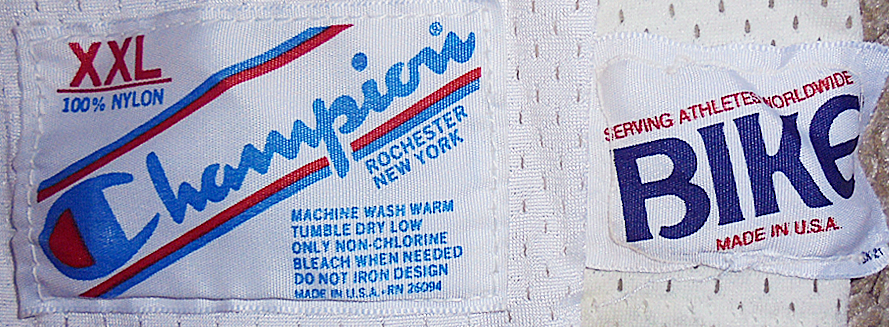 XXL
100% NYLON
Champion
ROCHESTER
NEW YORK
MACHINE WASH WARM
TUMBLE DRY LOW
ONLY NON-CHLORINE
BLEACH WHEN NEEDED
DO NOT IRON DESIGN
MADE IN U.S.A. - RN 26094
SERVING ATHLETES WORLDWIDE
BIKE
MADE IN U.S.A.